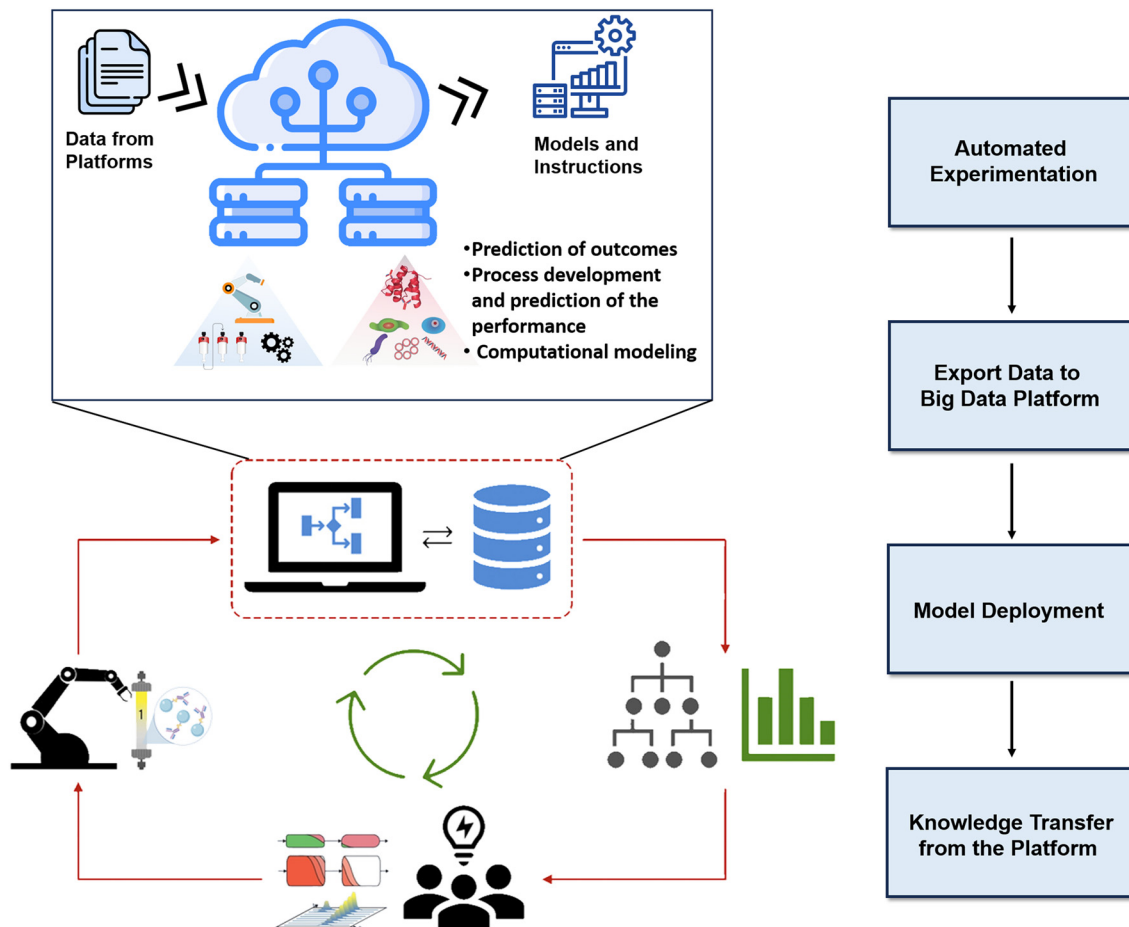 Data from
Platforms
Models and
Instructions
•Prediction of outcomes
•Process development
and prediction of the
performance
• Computational modeling
1
Automated
Experimentation
Export Data to
Big Data Platform
Model Deployment
Knowledge Transfer
from the Platform